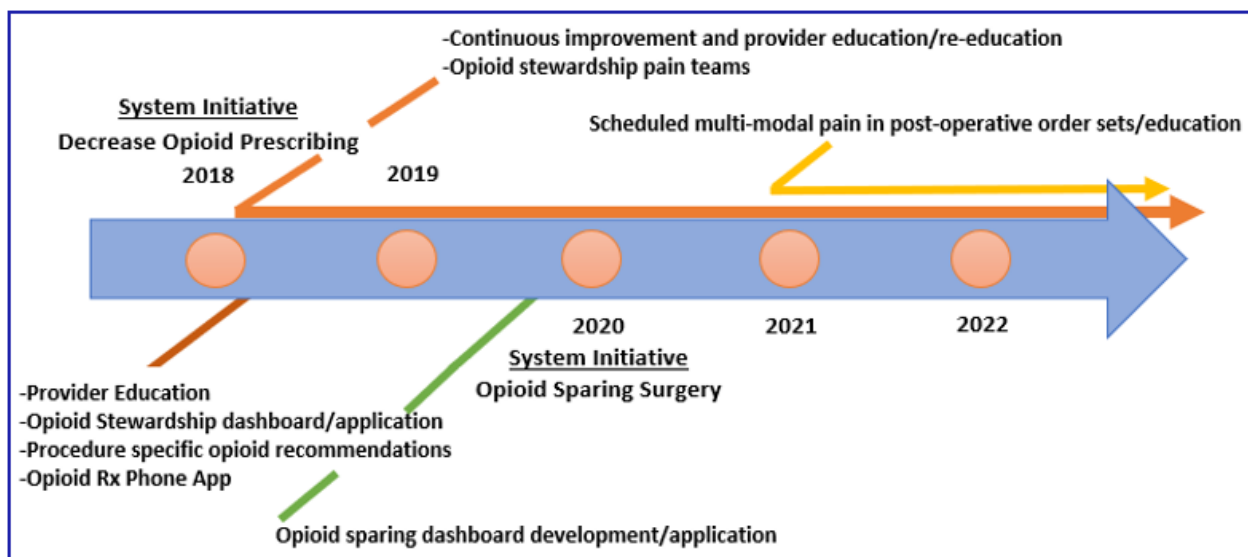 -Continuous improvement and provider education/re-education
-Opioid stewardship pain teams
System Initiative
Decrease Opioid Prescribing
2018
2019
Scheduled multi-modal pain in post-operative order sets/education
2020
2021
2022
System Initiative
Opioid Sparing Surgery
-Provider Education
-Opioid Stewardship dashboard/application
-Procedure specific opioid recommendations
-Opioid Rx Phone App
Opioid sparing dashboard development/application